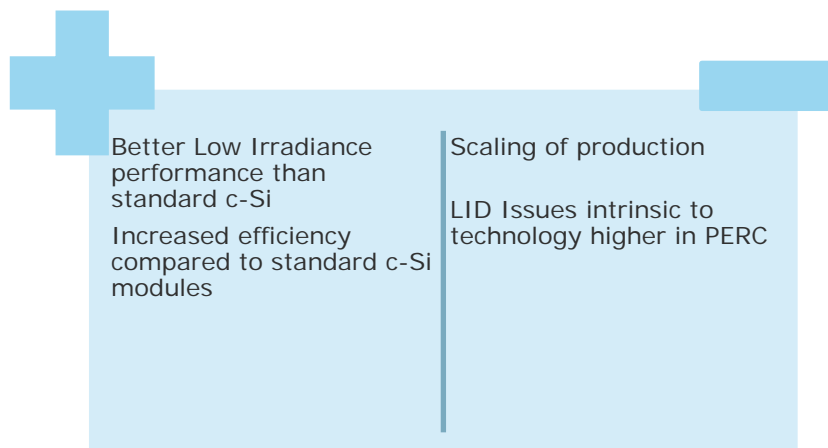 Better Low Irradiance
performance than
standard c-Si
Increased efficiency
compared to standard c-Si
modules
Scaling of production
LID Issues intrinsic to
technology higher in PERC